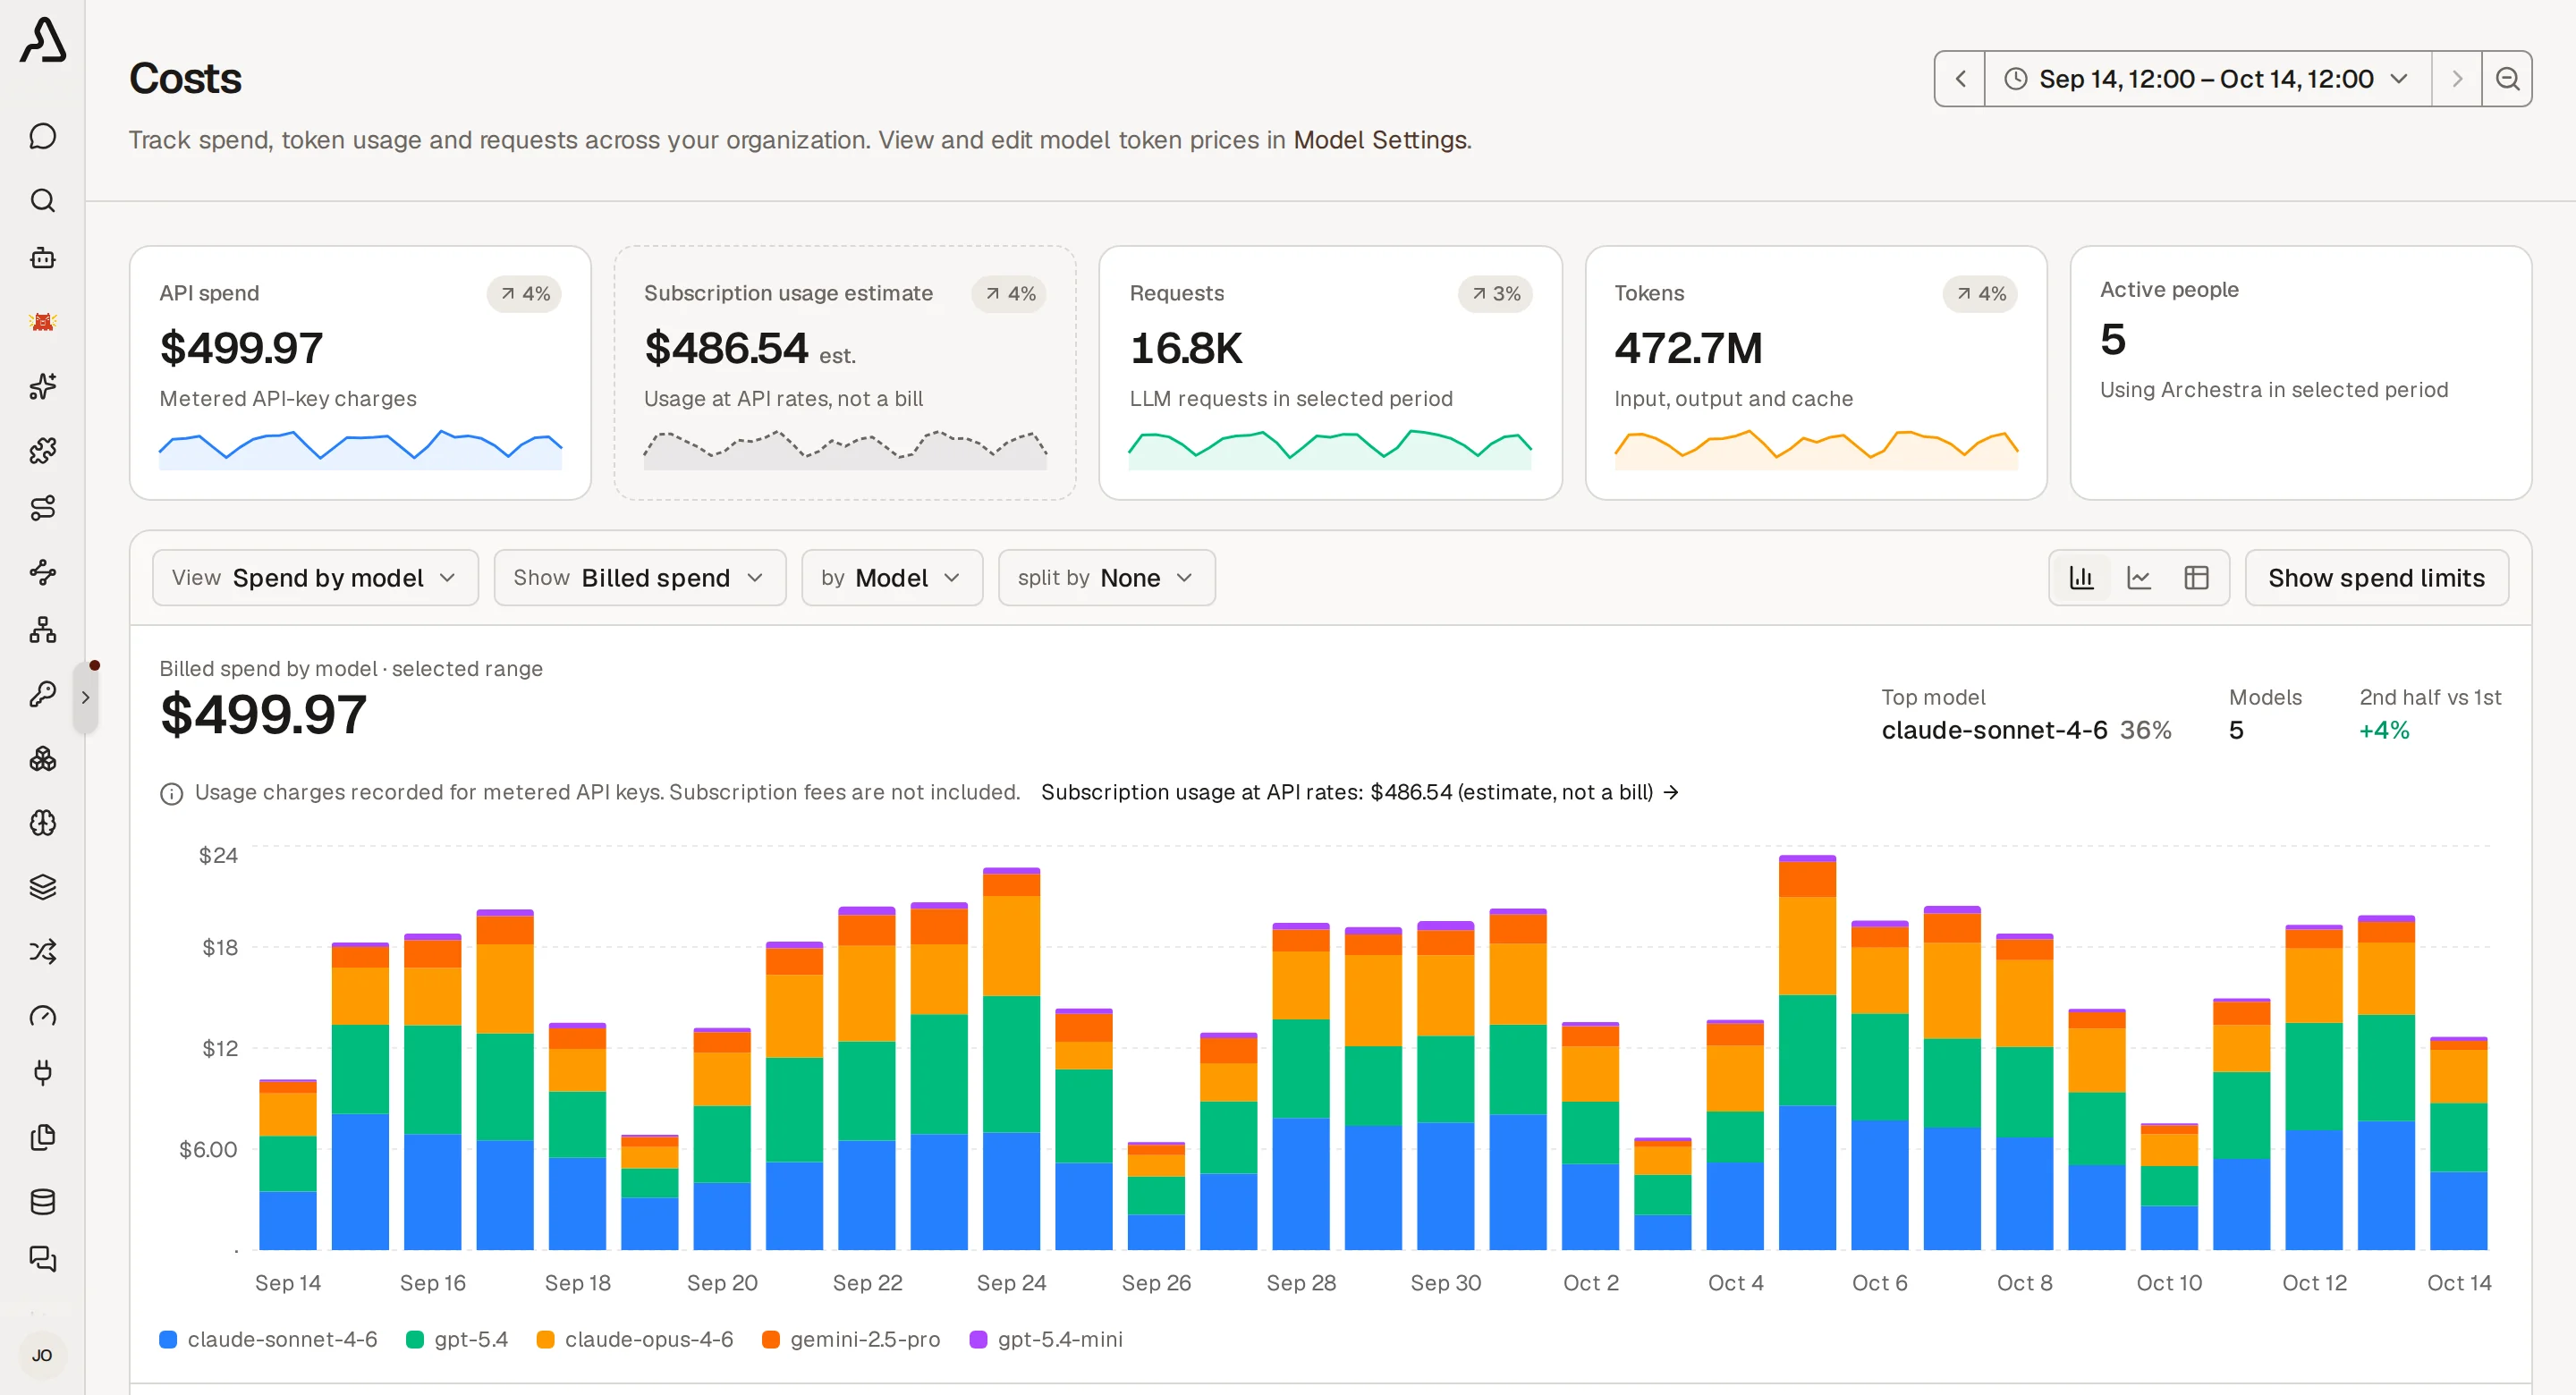 Costs
Sep 14, 12:00 – Oct 14, 12:00
Track spend, token usage and requests across your organization. View and edit model token prices in Model Settings.
API spend
4%
$499.97
Metered API-key charges
Subscription usage estimate
4%
$486.54 est.
Usage at API rates, not a bill
Requests
3%
16.8K
LLM requests in selected period
Tokens
4%
472.7M
Input, output and cache
Active people
5
Using Archestra in selected period
View Spend by model
Show Billed spend
by Model
split by None
Show spend limits
Billed spend by model · selected range
$499.97
Top model
claude-sonnet-4-6 36%
Models
5
2nd half vs 1st
+4%
Usage charges recorded for metered API keys. Subscription fees are not included. Subscription usage at API rates: $486.54 (estimate, not a bill) →
$24
$18
$12
$6.00
Sep 14 Sep 16 Sep 18 Sep 20 Sep 22 Sep 24 Sep 26 Sep 28 Sep 30 Oct 2 Oct 4 Oct 6 Oct 8 Oct 10 Oct 12 Oct 14
claude-sonnet-4-6 gpt-5.4 claude-opus-4-6 gemini-2.5-pro gpt-5.4-mini
JO